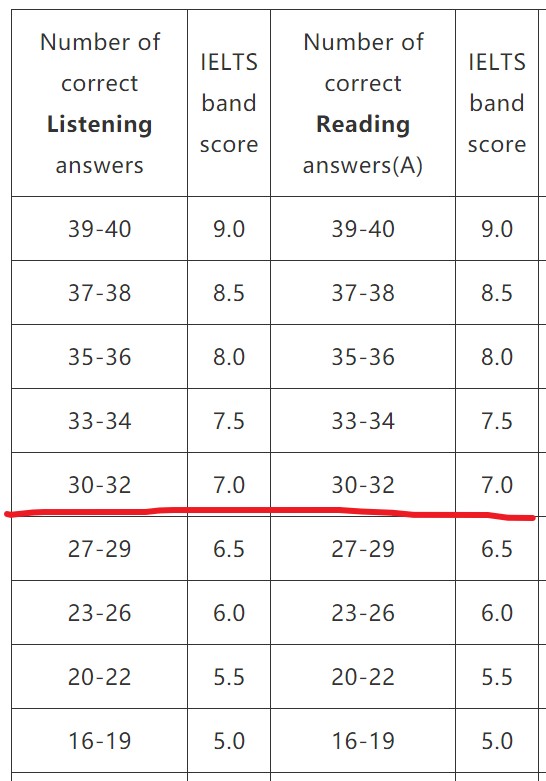 Number of correct Listening answers IELTS band score Number of correct Reading answers(A) IELTS band score
39-40 9.0 39-40 9.0
37-38 8.5 37-38 8.5
35-36 8.0 35-36 8.0
33-34 7.5 33-34 7.5
30-32 7.0 30-32 7.0
27-29 6.5 27-29 6.5
23-26 6.0 23-26 6.0
20-22 5.5 20-22 5.5
16-19 5.0 16-19 5.0